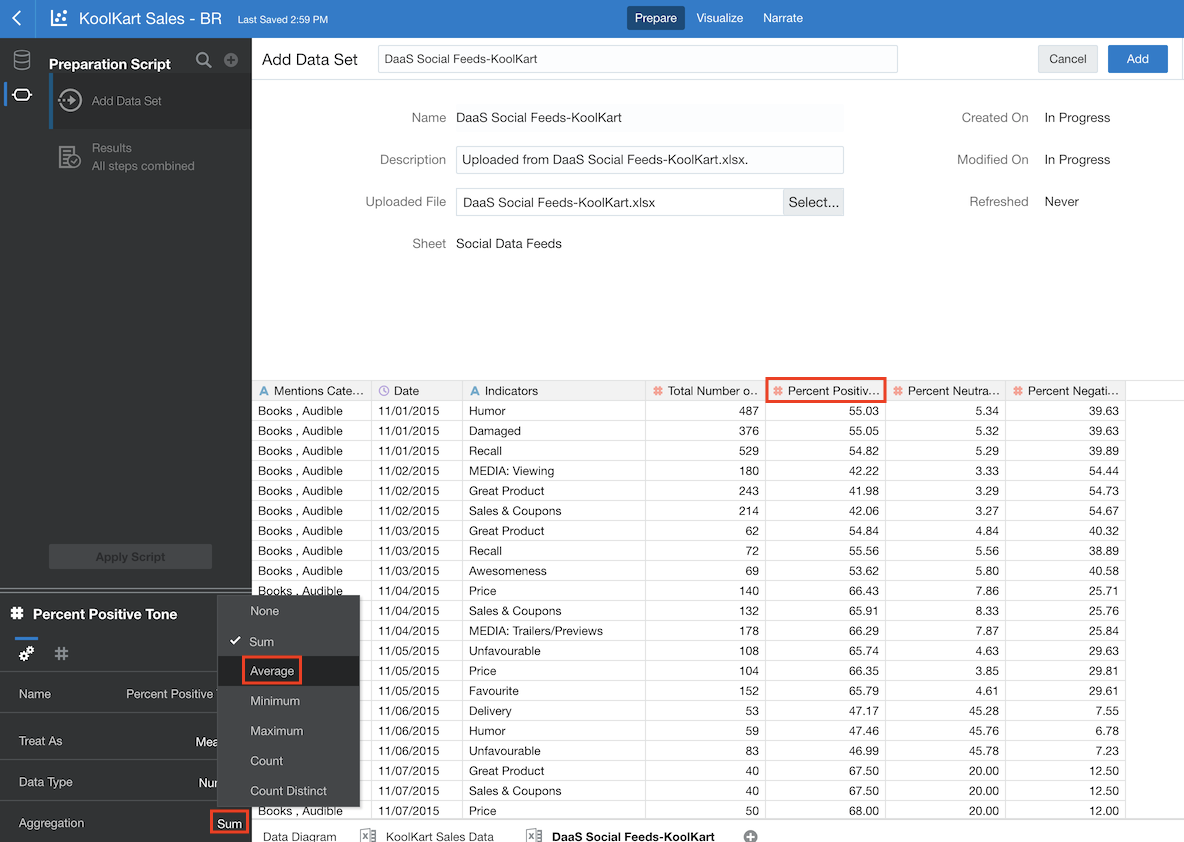 KoolKart Sales - BR Last Saved 2:59 PM Prepare Visualize Narrate
Preparation Script
Add Data Set
Results
All steps combined
Apply Script
Add Data Set DaaS Social Feeds-KoolKart Cancel Add
Name DaaS Social Feeds-KoolKart Created On In Progress
Description Uploaded from DaaS Social Feeds-KoolKart.xlsx. Modified On In Progress
Uploaded File DaaS Social Feeds-KoolKart.xlsx Select... Refreshed Never
Sheet Social Data Feeds
A Mentions Cate... Date A Indicators # Total Number o.. # Percent Positiv... # Percent Neutra... # Percent Negati...
Books , Audible 11/01/2015 Humor 487 55.03 5.34 39.63
Books , Audible 11/01/2015 Damaged 376 55.05 5.32 39.63
Books , Audible 11/01/2015 Recall 529 54.82 5.29 39.89
Books , Audible 11/02/2015 MEDIA: Viewing 180 42.22 3.33 54.44
Books , Audible 11/02/2015 Great Product 243 41.98 3.29 54.73
Books , Audible 11/02/2015 Sales & Coupons 214 42.06 3.27 54.67
Books , Audible 11/03/2015 Great Product 62 54.84 4.84 40.32
Books , Audible 11/03/2015 Recall 72 55.56 5.56 38.89
Books , Audible 11/03/2015 Awesomeness 69 53.62 5.80 40.58
Books , Audible 11/04/2015 Price 140 66.43 7.86 25.71
11/04/2015 Sales & Coupons 132 65.91 8.33 25.76
11/04/2015 MEDIA: Trailers/Previews 178 66.29 7.87 25.84
11/05/2015 Unfavourable 108 65.74 4.63 29.63
11/05/2015 Price 104 66.35 3.85 29.81
11/05/2015 Favourite 152 65.79 4.61 29.61
11/06/2015 Delivery 53 47.17 45.28 7.55
11/06/2015 Humor 59 47.46 45.76 6.78
11/06/2015 Unfavourable 83 46.99 45.78 7.23
11/07/2015 Great Product 40 67.50 20.00 12.50
11/07/2015 Sales & Coupons 40 67.50 20.00 12.50
Books , Audible 11/07/2015 Price 50 68.00 20.00 12.00
# Percent Positive Tone
#
Name Percent Positive
Treat As Mea
Data Type Nur
Aggregation Sum
None
Sum
Average
Minimum
Maximum
Count
Count Distinct
Data Diagram KoolKart Sales Data DaaS Social Feeds-KoolKart